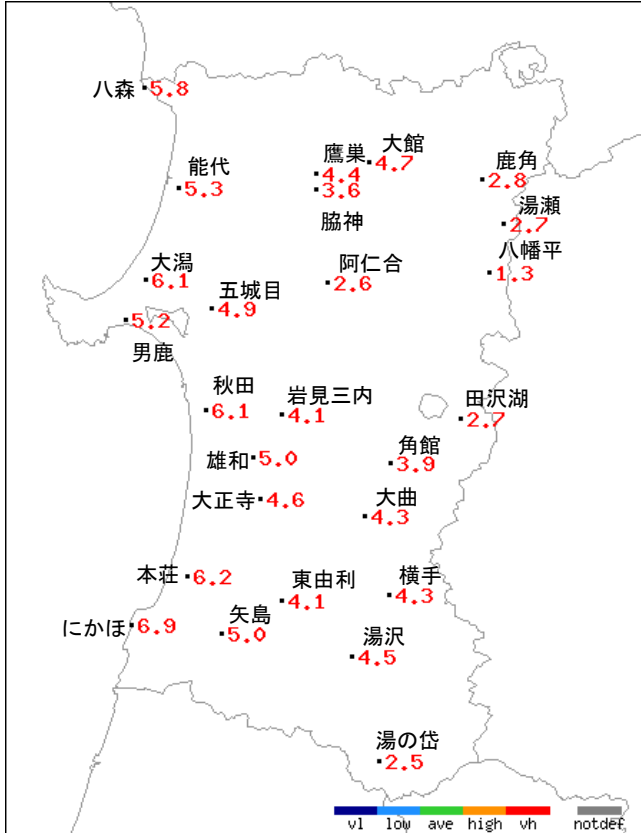 八森
5.8
大館
4.7
鷹巣
4.4
能代
5.3
鹿角
2.8
3.6
脇神
湯瀬
2.7
八幡平
1.3
大潟
6.1
阿仁合
2.6
五城目
4.9
5.2
男鹿
秋田
6.1
岩見三内
4.1
田沢湖
2.7
雄和
5.0
角館
3.9
大正寺
4.6
大曲
4.3
本荘
6.2
東由利
4.1
横手
4.3
にかほ
6.9
矢島
5.0
湯沢
4.5
湯の岱
2.5
vl low ave high vh notdef